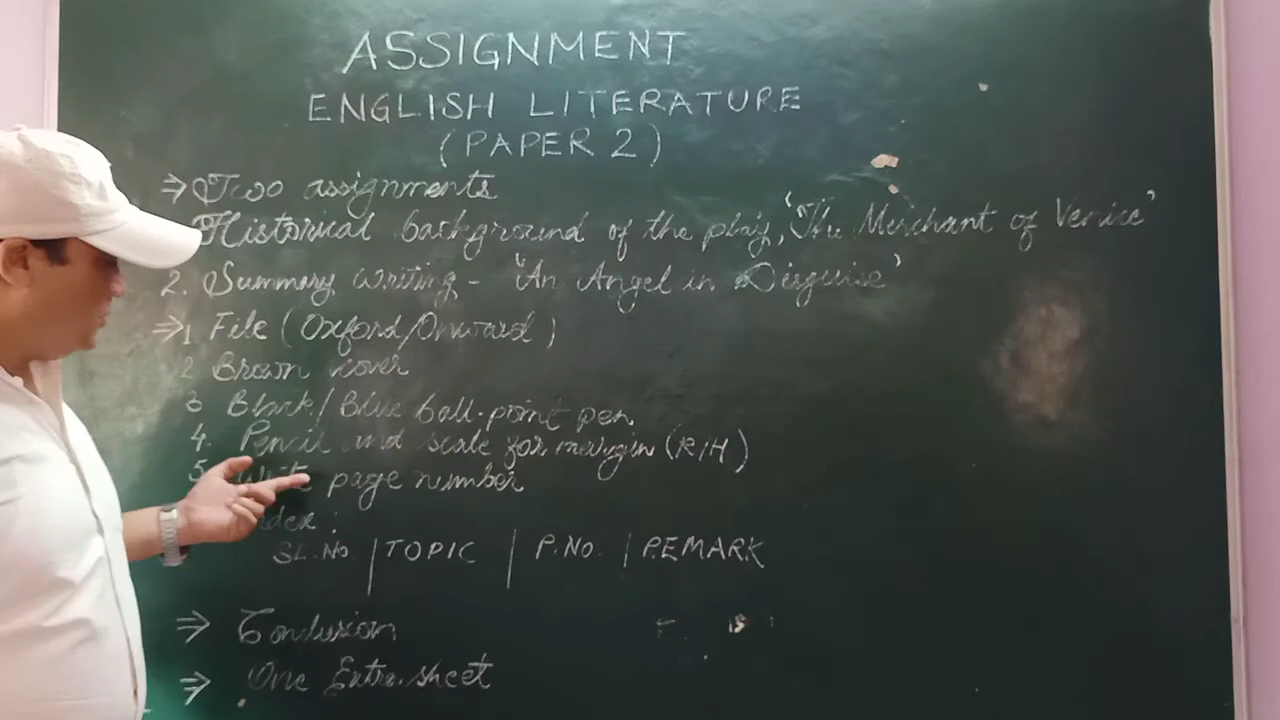 ASSIGNMENT
ENGLISH LITERATURE
(PAPER 2)
⇒ Two assignments
Historical background of the play, 'The Merchant of Venice'
2. Summary writing - 'An Angel in Disguise'
⇒ 1 File (Oxford/Onward)
2 Brown cover
3 Black/Blue ball-point pen
4. Pencil and scale for margin (R/H)
5 Write page number
SL.No. | TOPIC | P.NO. | REMARK
⇒ Conclusion
⇒ One Extra sheet